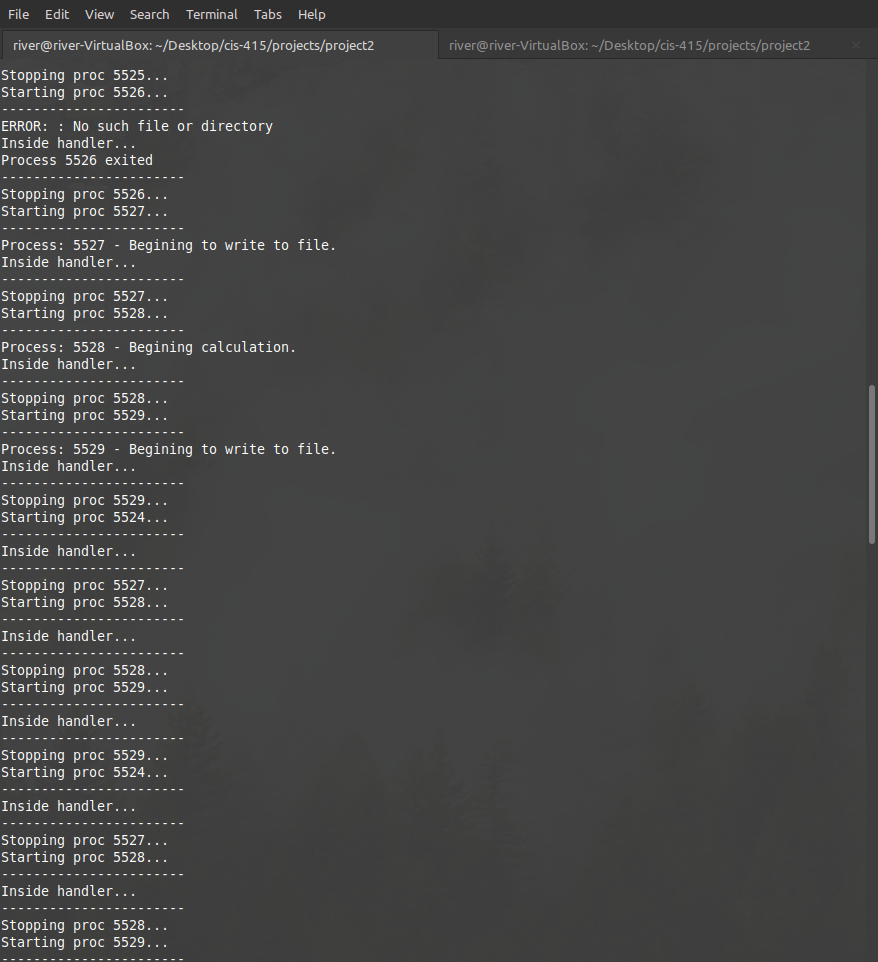 File Edit View Search Terminal Tabs Help
river@river-VirtualBox: ~/Desktop/cis-415/projects/project2 river@river-VirtualBox: ~/Desktop/cis-415/projects/project2 ×
Stopping proc 5525...
Starting proc 5526...
-----------------------
ERROR: : No such file or directory
Inside handler...
Process 5526 exited
-----------------------
Stopping proc 5526...
Starting proc 5527...
-----------------------
Process: 5527 - Begining to write to file.
Inside handler...
-----------------------
Stopping proc 5527...
Starting proc 5528...
-----------------------
Process: 5528 - Begining calculation.
Inside handler...
-----------------------
Stopping proc 5528...
Starting proc 5529...
-----------------------
Process: 5529 - Begining to write to file.
Inside handler...
-----------------------
Stopping proc 5529...
Starting proc 5524...
-----------------------
Inside handler...
-----------------------
Stopping proc 5527...
Starting proc 5528...
-----------------------
Inside handler...
-----------------------
Stopping proc 5528...
Starting proc 5529...
-----------------------
Inside handler...
-----------------------
Stopping proc 5529...
Starting proc 5524...
-----------------------
Inside handler...
-----------------------
Stopping proc 5527...
Starting proc 5528...
-----------------------
Inside handler...
-----------------------
Stopping proc 5528...
Starting proc 5529...
-----------------------